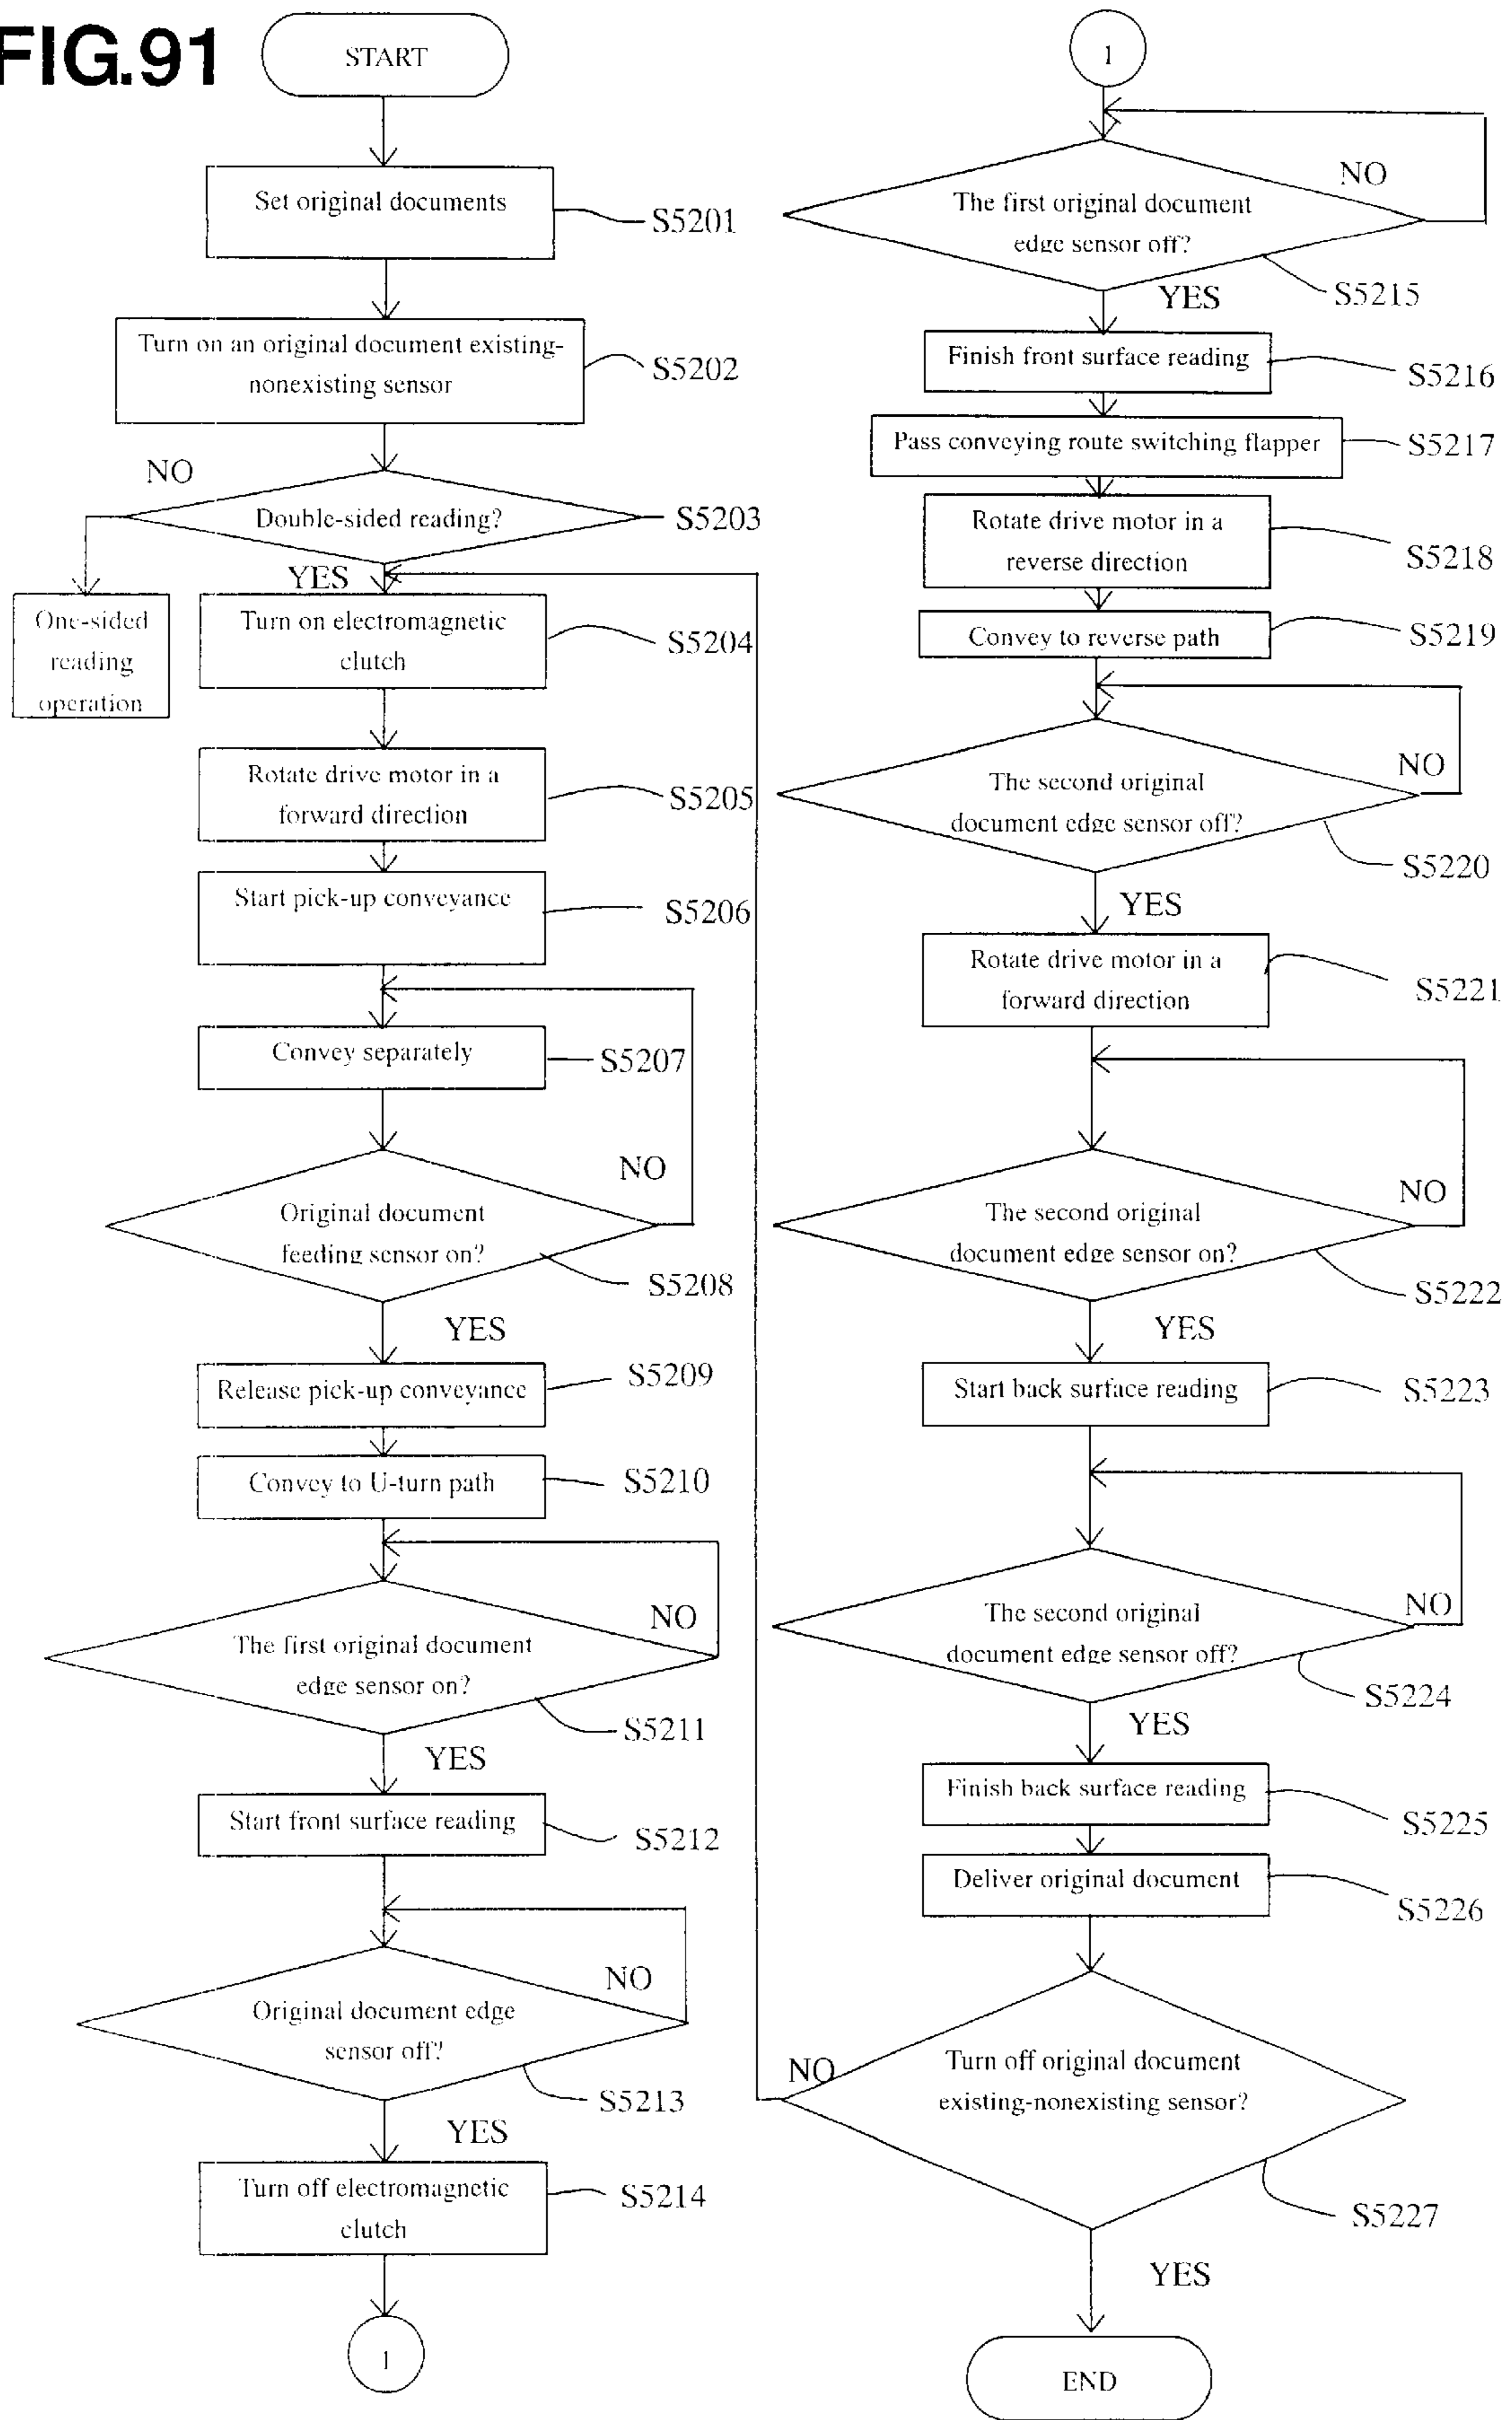 FIG.91
START
Set original documents
S5201
Turn on an original document existing-
nonexisting sensor
S5202
NO
Double-sided reading?
S5203
YES
One-sided
reading
operation
Turn on electromagnetic
clutch
S5204
Rotate drive motor in a
forward direction
S5205
Start pick-up conveyance
S5206
Convey separately
S5207
NO
Original document
feeding sensor on?
S5208
YES
Release pick-up conveyance
S5209
Convey to U-turn path
S5210
NO
The first original document
edge sensor on?
S5211
YES
Start front surface reading
S5212
NO
Original document edge
sensor off?
S5213
YES
Turn off electromagnetic
clutch
S5214
1
1
NO
The first original document
edge sensor off?
S5215
YES
Finish front surface reading
S5216
Pass conveying route switching flapper
S5217
Rotate drive motor in a
reverse direction
S5218
Convey to reverse path
S5219
NO
The second original
document edge sensor off?
S5220
YES
Rotate drive motor in a
forward direction
S5221
NO
The second original
document edge sensor on?
S5222
YES
Start back surface reading
S5223
NO
The second original
document edge sensor off?
S5224
YES
Finish back surface reading
S5225
Deliver original document
S5226
NO
Turn off original document
existing-nonexisting sensor?
S5227
YES
END